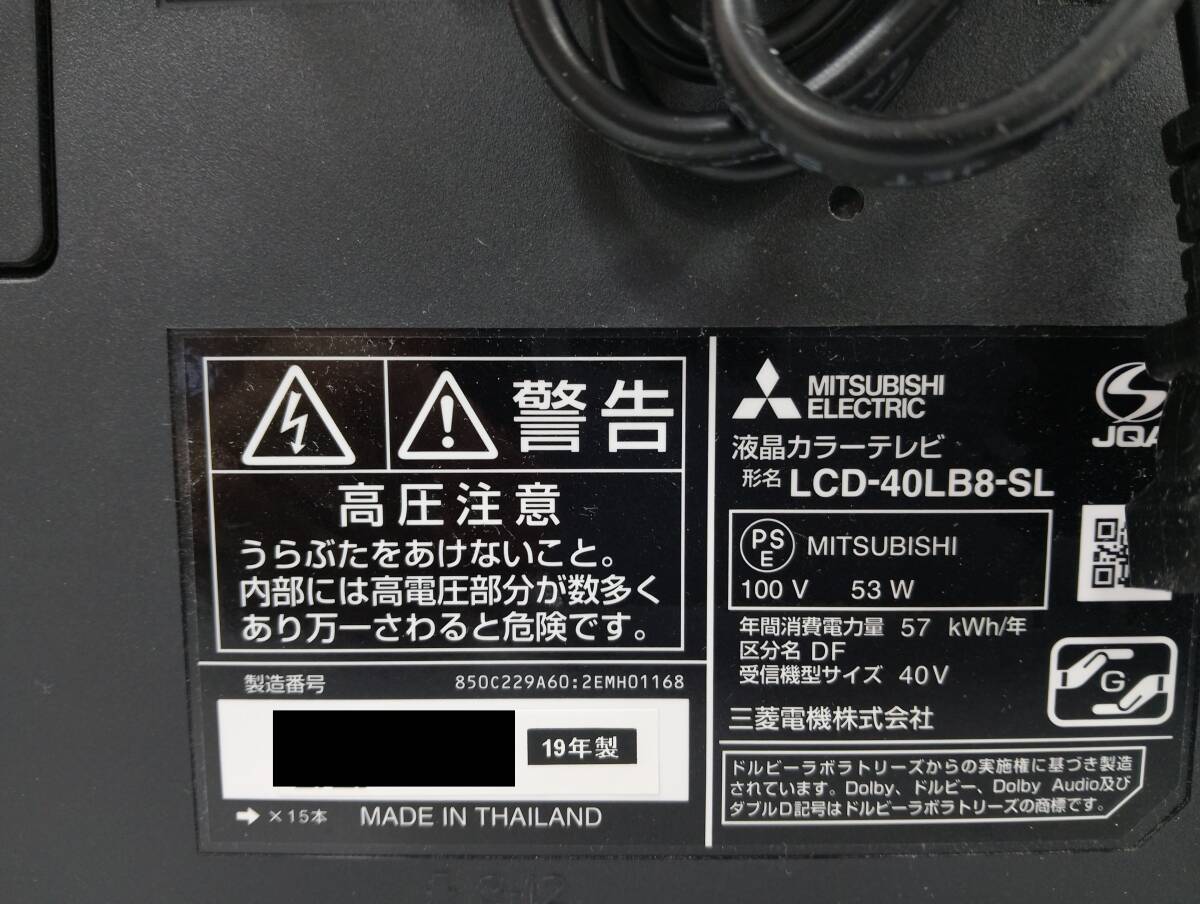 警告
高圧注意
うらぶたをあけないこと。
内部には高電圧部分が数多く
あり万一さわると危険です。
製造番号 850C229A60:2EMH01168
19年製
➡ ×15本 MADE IN THAILAND
MITSUBISHI
ELECTRIC
JQA
液晶カラーテレビ
形名 LCD-40LB8-SL
PS
E
MITSUBISHI
100 V 53 W
年間消費電力量 57 kWh/年
区分名 DF
受信機型サイズ 40V
G
三菱電機株式会社
ドルビーラボラトリーズからの実施権に基づき製造
されています。Dolby、ドルビー、Dolby Audio及び
ダブルD記号はドルビーラボラトリーズの商標です。